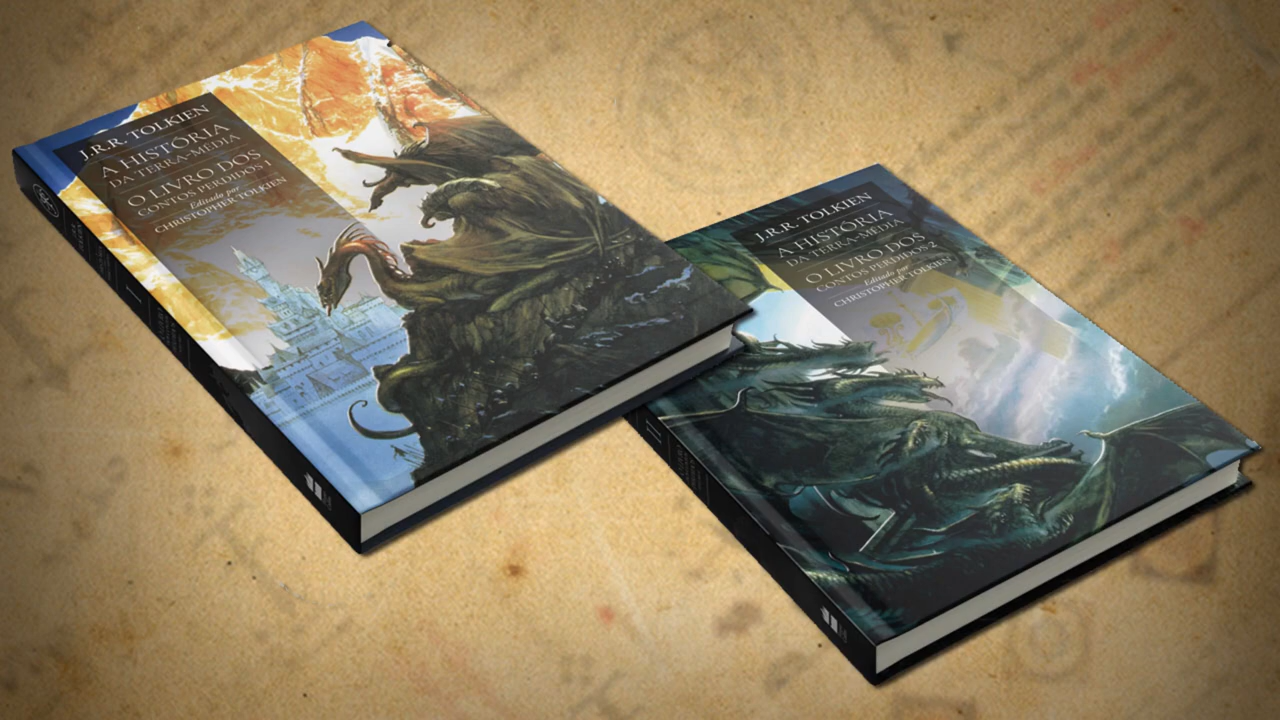 J.R.R. TOLKIEN
A HISTÓRIA
DA TERRA-MÉDIA
O LIVRO DOS
CONTOS PERDIDOS 1
Editado por
CHRISTOPHER TOLKIEN
J.R.R. TOLKIEN
A HISTÓRIA
DA TERRA-MÉDIA
O LIVRO DOS
CONTOS PERDIDOS 2
Editado por
CHRISTOPHER TOLKIEN